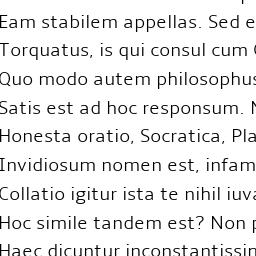 Eam stabilem appellas. Sed e
Torquatus, is qui consul cum
Quo modo autem philosophus
Satis est ad hoc responsum.
Honesta oratio, Socratica, Pla
Invidiosum nomen est, infam
Collatio igitur ista te nihil iuva
Hoc simile tandem est? Non p
Haec dicuntur inconstantissin